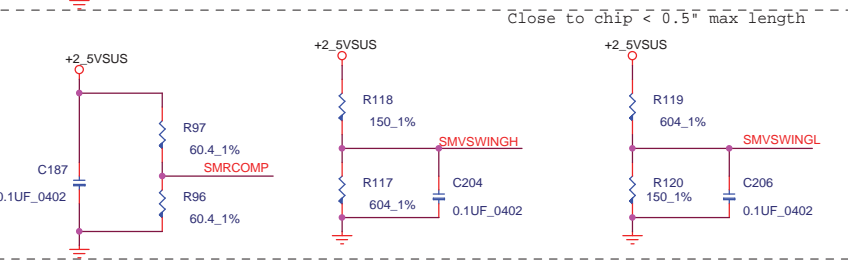 Close to chip < 0.5" max length
+2_5VSUS
R97
60.4_1%
SMRCOMP
C187
0.1UF_0402
R96
60.4_1%
+2_5VSUS
R118
150_1%
SMVSWINGH
R117
604_1%
C204
0.1UF_0402
+2_5VSUS
R119
604_1%
SMVSWINGL
R120
150_1%
C206
0.1UF_0402